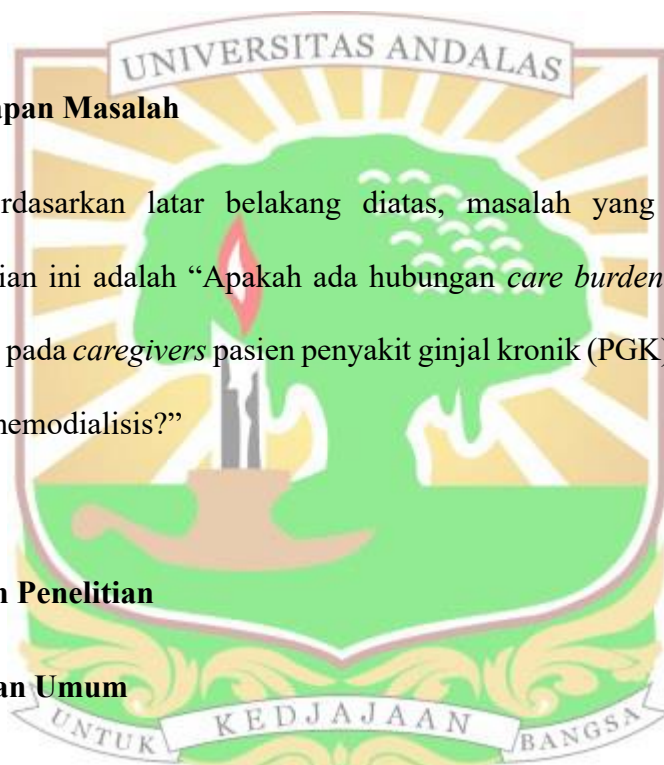 UNIVERSITAS ANDALAS
apan Masalah
rdasarkan latar belakang diatas, masalah yang
ian ini adalah “Apakah ada hubungan care burden
pada caregivers pasien penyakit ginjal kronik (PGK)
hemodialisis?”
n Penelitian
an Umum
UNTUK KEDJAJAAN BANGSA